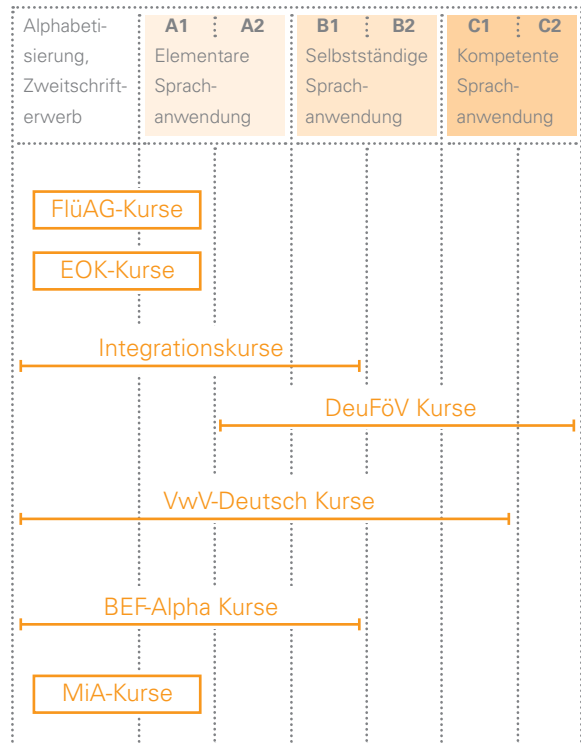 Alphabeti-
sierung,
Zweitschrift-
erwerb
A1 A2
Elementare
Sprach-
anwendung
B1 B2
Selbstständige
Sprach-
anwendung
C1 C2
Kompetente
Sprach-
anwendung
FlüAG-Kurse
EOK-Kurse
Integrationskurse
DeuFöV Kurse
VwV-Deutsch Kurse
BEF-Alpha Kurse
MiA-Kurse